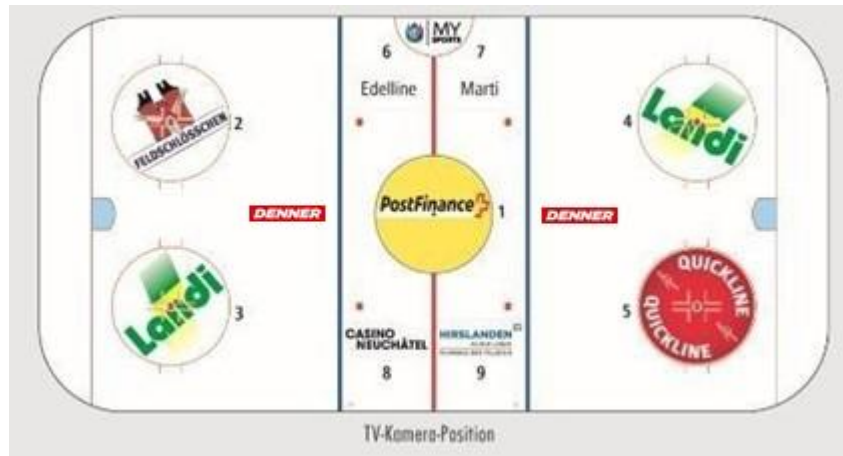 MY
SPORTS
6
7
Edelline
Marti
FELDSCHLÖSSCHEN
2
4
Landi
DENNER
PostFinance
1
DENNER
Landi
3
5
QUICKLINE
QUICKLINE
CASINO
NEUCHÂTEL
HIRSLANDEN
8
9
TV-Kamera-Position